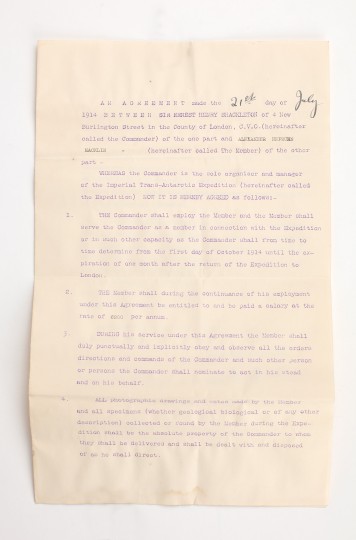 AN AGREEMENT made the 21st day of July
1914 BETWEEN SIR ERNEST HENRY SHACKLETON of 4 New
Burlington Street in the County of London, C.V.O.(hereinafter
called the Commander) of the one part and ALEXANDER HEPBURNE
MACKLIN - (hereinafter Called The Member) of the other
part -
WHEREAS the Commander is the sole organiser and manager
of the Imperial Trans-Antarctic Expedition (hereinafter called
the Expedition) NOW IT IS HEREBY AGREED as follows:-
1. THE Commander shall employ the Member and the Member shall
serve the Commander as a member in connection with the Expedition
or in such other capacity as the Commander shall from time to
time determine from the first day of October 1914 until the ex-
piration of one month after the return of the Expedition to
London.
2. THE Member shall during the continuance of his employment
under this Agreement be entitled to and be paid a salary at the
rate of per annum.
3. DURING his service under this Agreement the Member shall
duly punctually and implicitly obey and observe all the orders
directions and commands of the Commander and such other person
or persons the Commander shall nominate to act in his stead
and on his behalf.
4. ALL photographs drawings and notes made by the Member
and all specimens (whether geological biological or of any other
description) collected or found by the Member during the Expe-
dition shall be the absolute property of the Commander to whom
they shall be delivered and shall be dealt with and disposed
of as he shall direct.